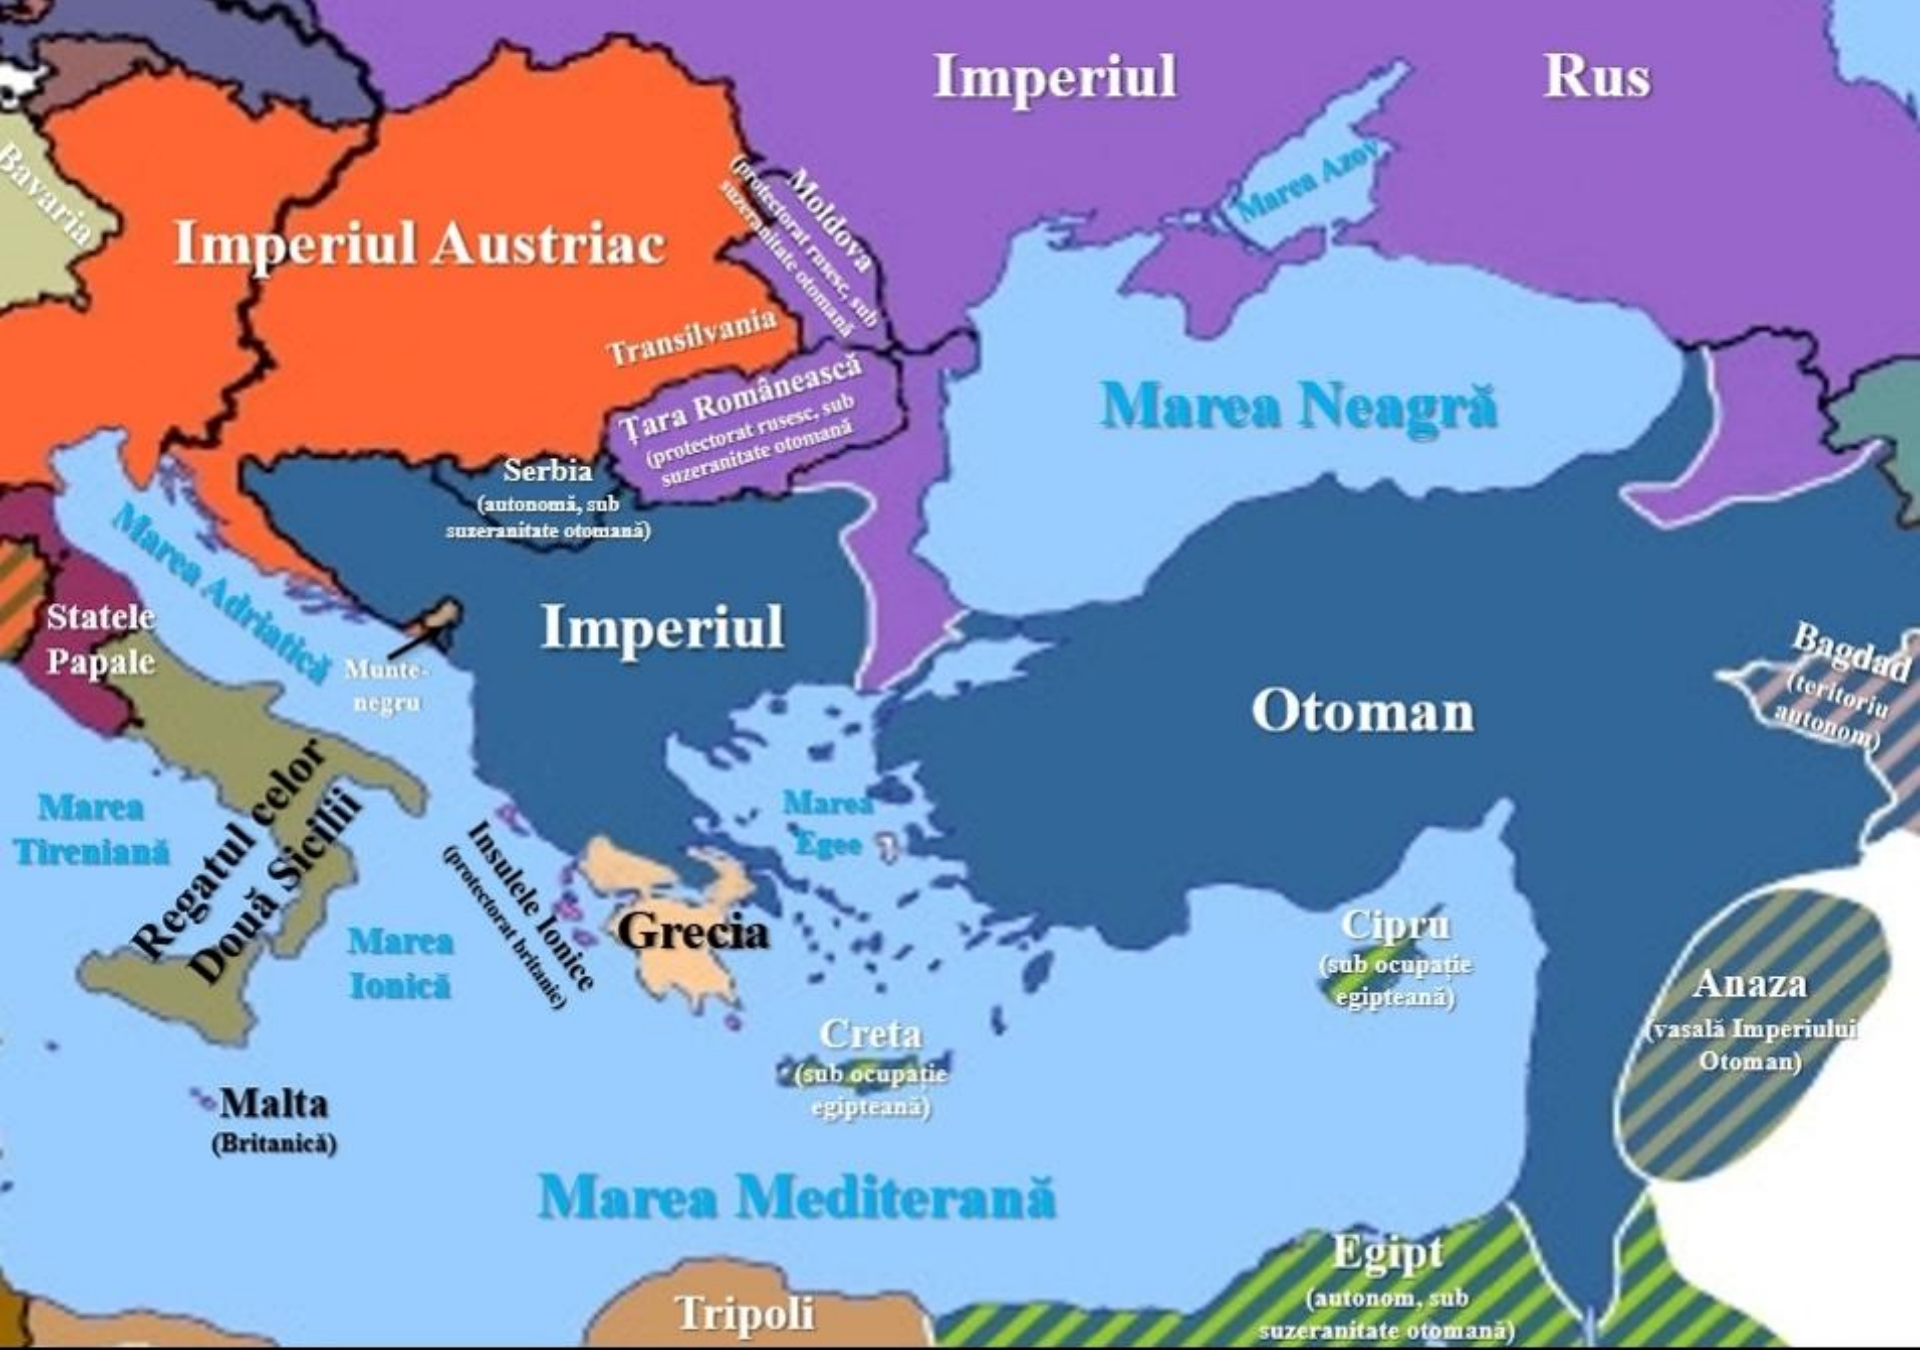 Imperiul
Rus
Marea Azov
Bavaria
Moldova
(protectorat rusesc, sub
suzeranitate otomană)
Imperiul Austriac
Transilvania
Țara Românească
(protectorat rusesc, sub
suzeranitate otomană)
Marea Neagră
Serbia
(autonomă, sub
suzeranitate otomană)
Marea Adriatică
Statele
Papale
Imperiul
Munte-
negru
Otoman
Bagdad
(teritoriu
autonom)
Marea
Tireniană
Regatul celor
Două Sicilii
Marea
Egee
Insulele Ionice
(protectorat britanic)
Marea
Ionică
Grecia
Cipru
(sub ocupație
egipteană)
Anaza
(vasală Imperiului
Otoman)
Creta
(sub ocupație
egipteană)
Malta
(Britanică)
Marea Mediterană
Egipt
(autonom, sub
suzeranitate otomană)
Tripoli